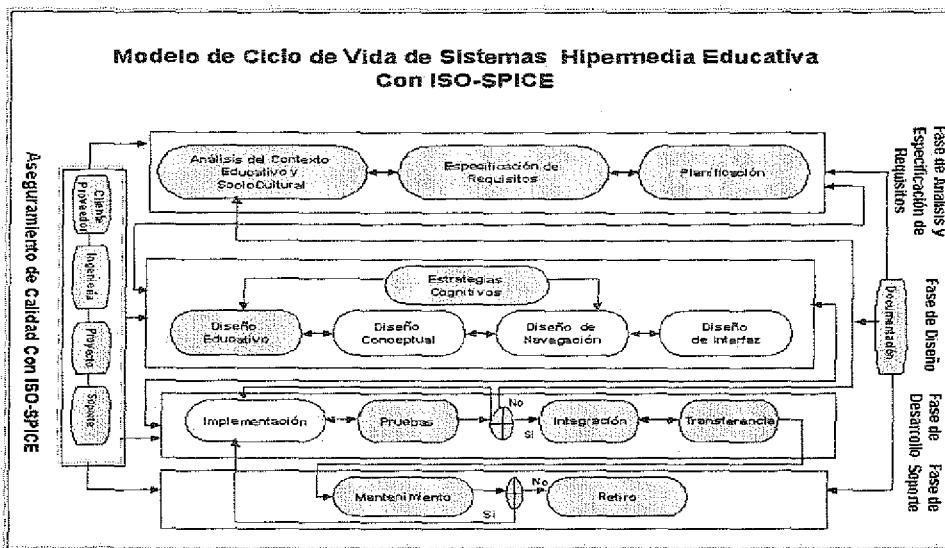 Modelo de Ciclo de Vida de Sistemas Hipermedia Educativa
Con ISO-SPICE
Aseguramiento de Calidad Con ISO-SPICE
Cliente
Proveedor
Ingeniería
Proyecto
Soporte
Análisis del Contexto
Educativo y
SocioCultural
Especificación de
Requisitos
Planificación
Fase de Analisis y
Especificación de
Requisitos
Estrategias
Cognitivos
Diseño
Educativo
Diseño
Conceptual
Diseño de
Navegación
Diseño
de Interfaz
Fase de Diseño
Documentación
Implementación
Pruebas
No
Si
Integración
Transferencia
Fase de
Desarrollo
Mantenimiento
No
Si
Retiro
Fase de
Soporte